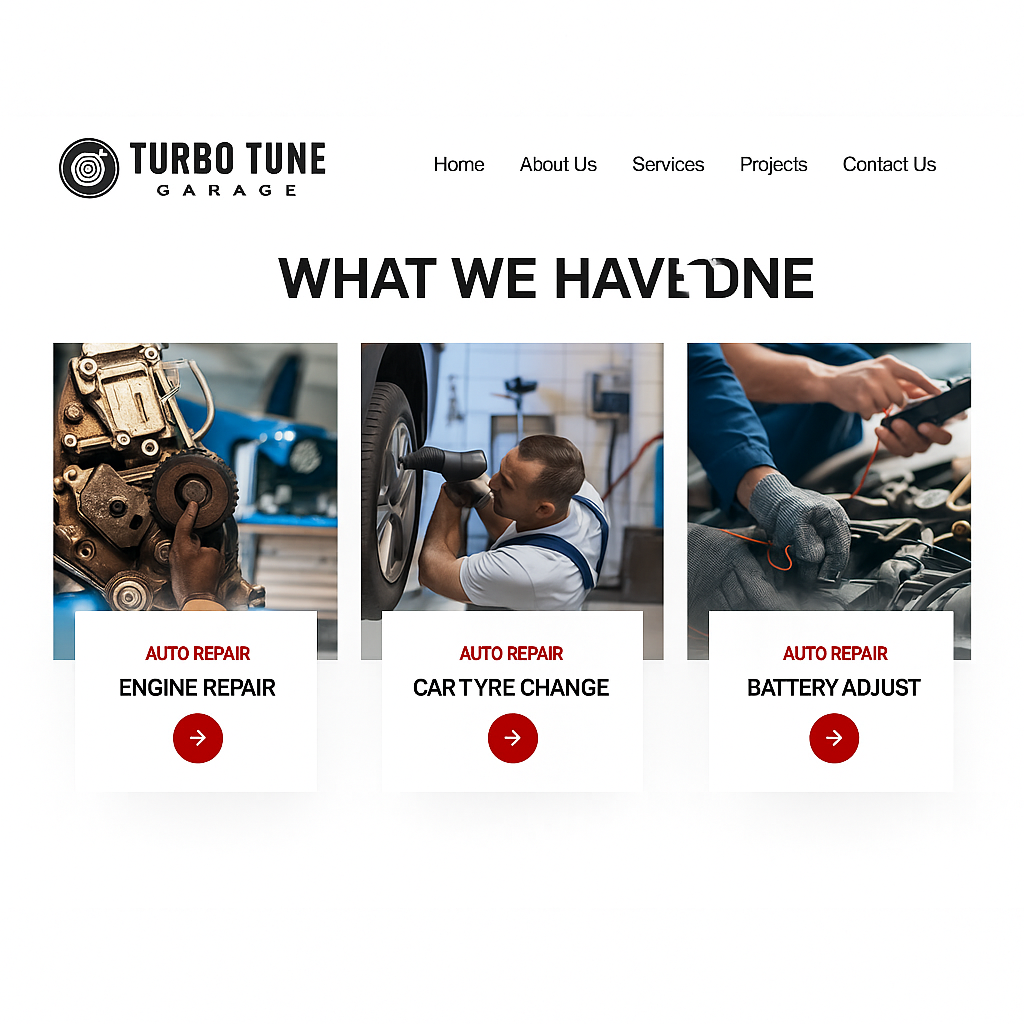 TURBO TUNE
GARAGE
Home About Us Services Projects Contact Us
WHAT WE HAVE
AUTO REPAIR
ENGINE REPAIR
AUTO REPAIR
CAR TYRE CHANGE
AUTO REPAIR
BATTERY ADJUST